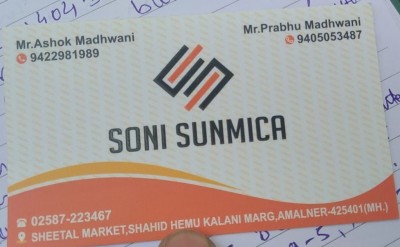 Mr.Ashok Madhwani
9422981989
Mr.Prabhu Madhwani
9405053487
SONI SUNMICA
02587-223467
SHEETAL MARKET,SHAHID HEMU KALANI MARG,AMALNER-425401(MH.)